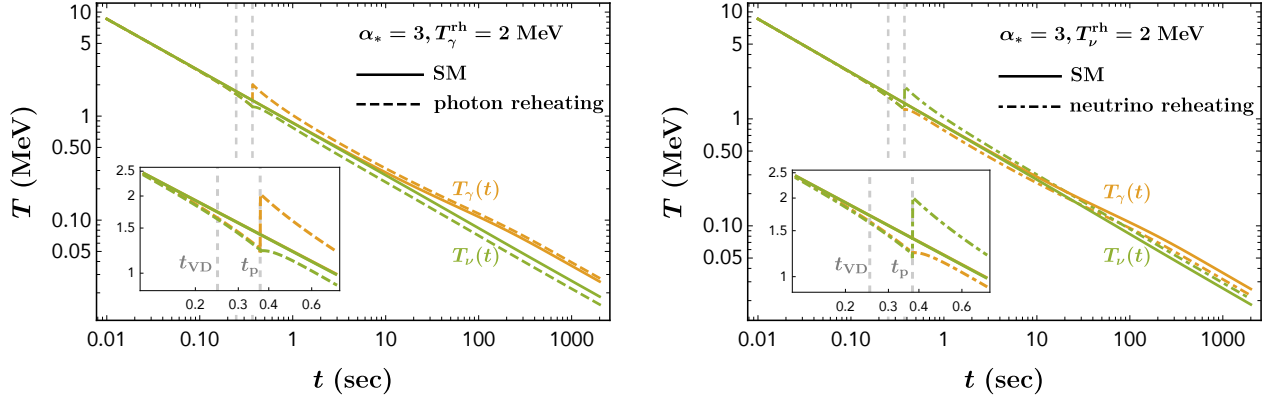 α* = 3, Tγ^rh = 2 MeV
SM
photon reheating
T (MeV)
10
5
1
0.50
0.10
0.05
Tγ(t)
Tν(t)
2.5
2
1.5
1
tVD
tp
0.2
0.3
0.4
0.6
0.01
0.10
1
10
100
1000
t (sec)
α* = 3, Tν^rh = 2 MeV
SM
neutrino reheating
T (MeV)
10
5
1
0.50
0.10
0.05
Tγ(t)
Tν(t)
2.5
2
1.5
1
tVD
tp
0.2
0.3
0.4
0.6
0.01
0.10
1
10
100
1000
t (sec)